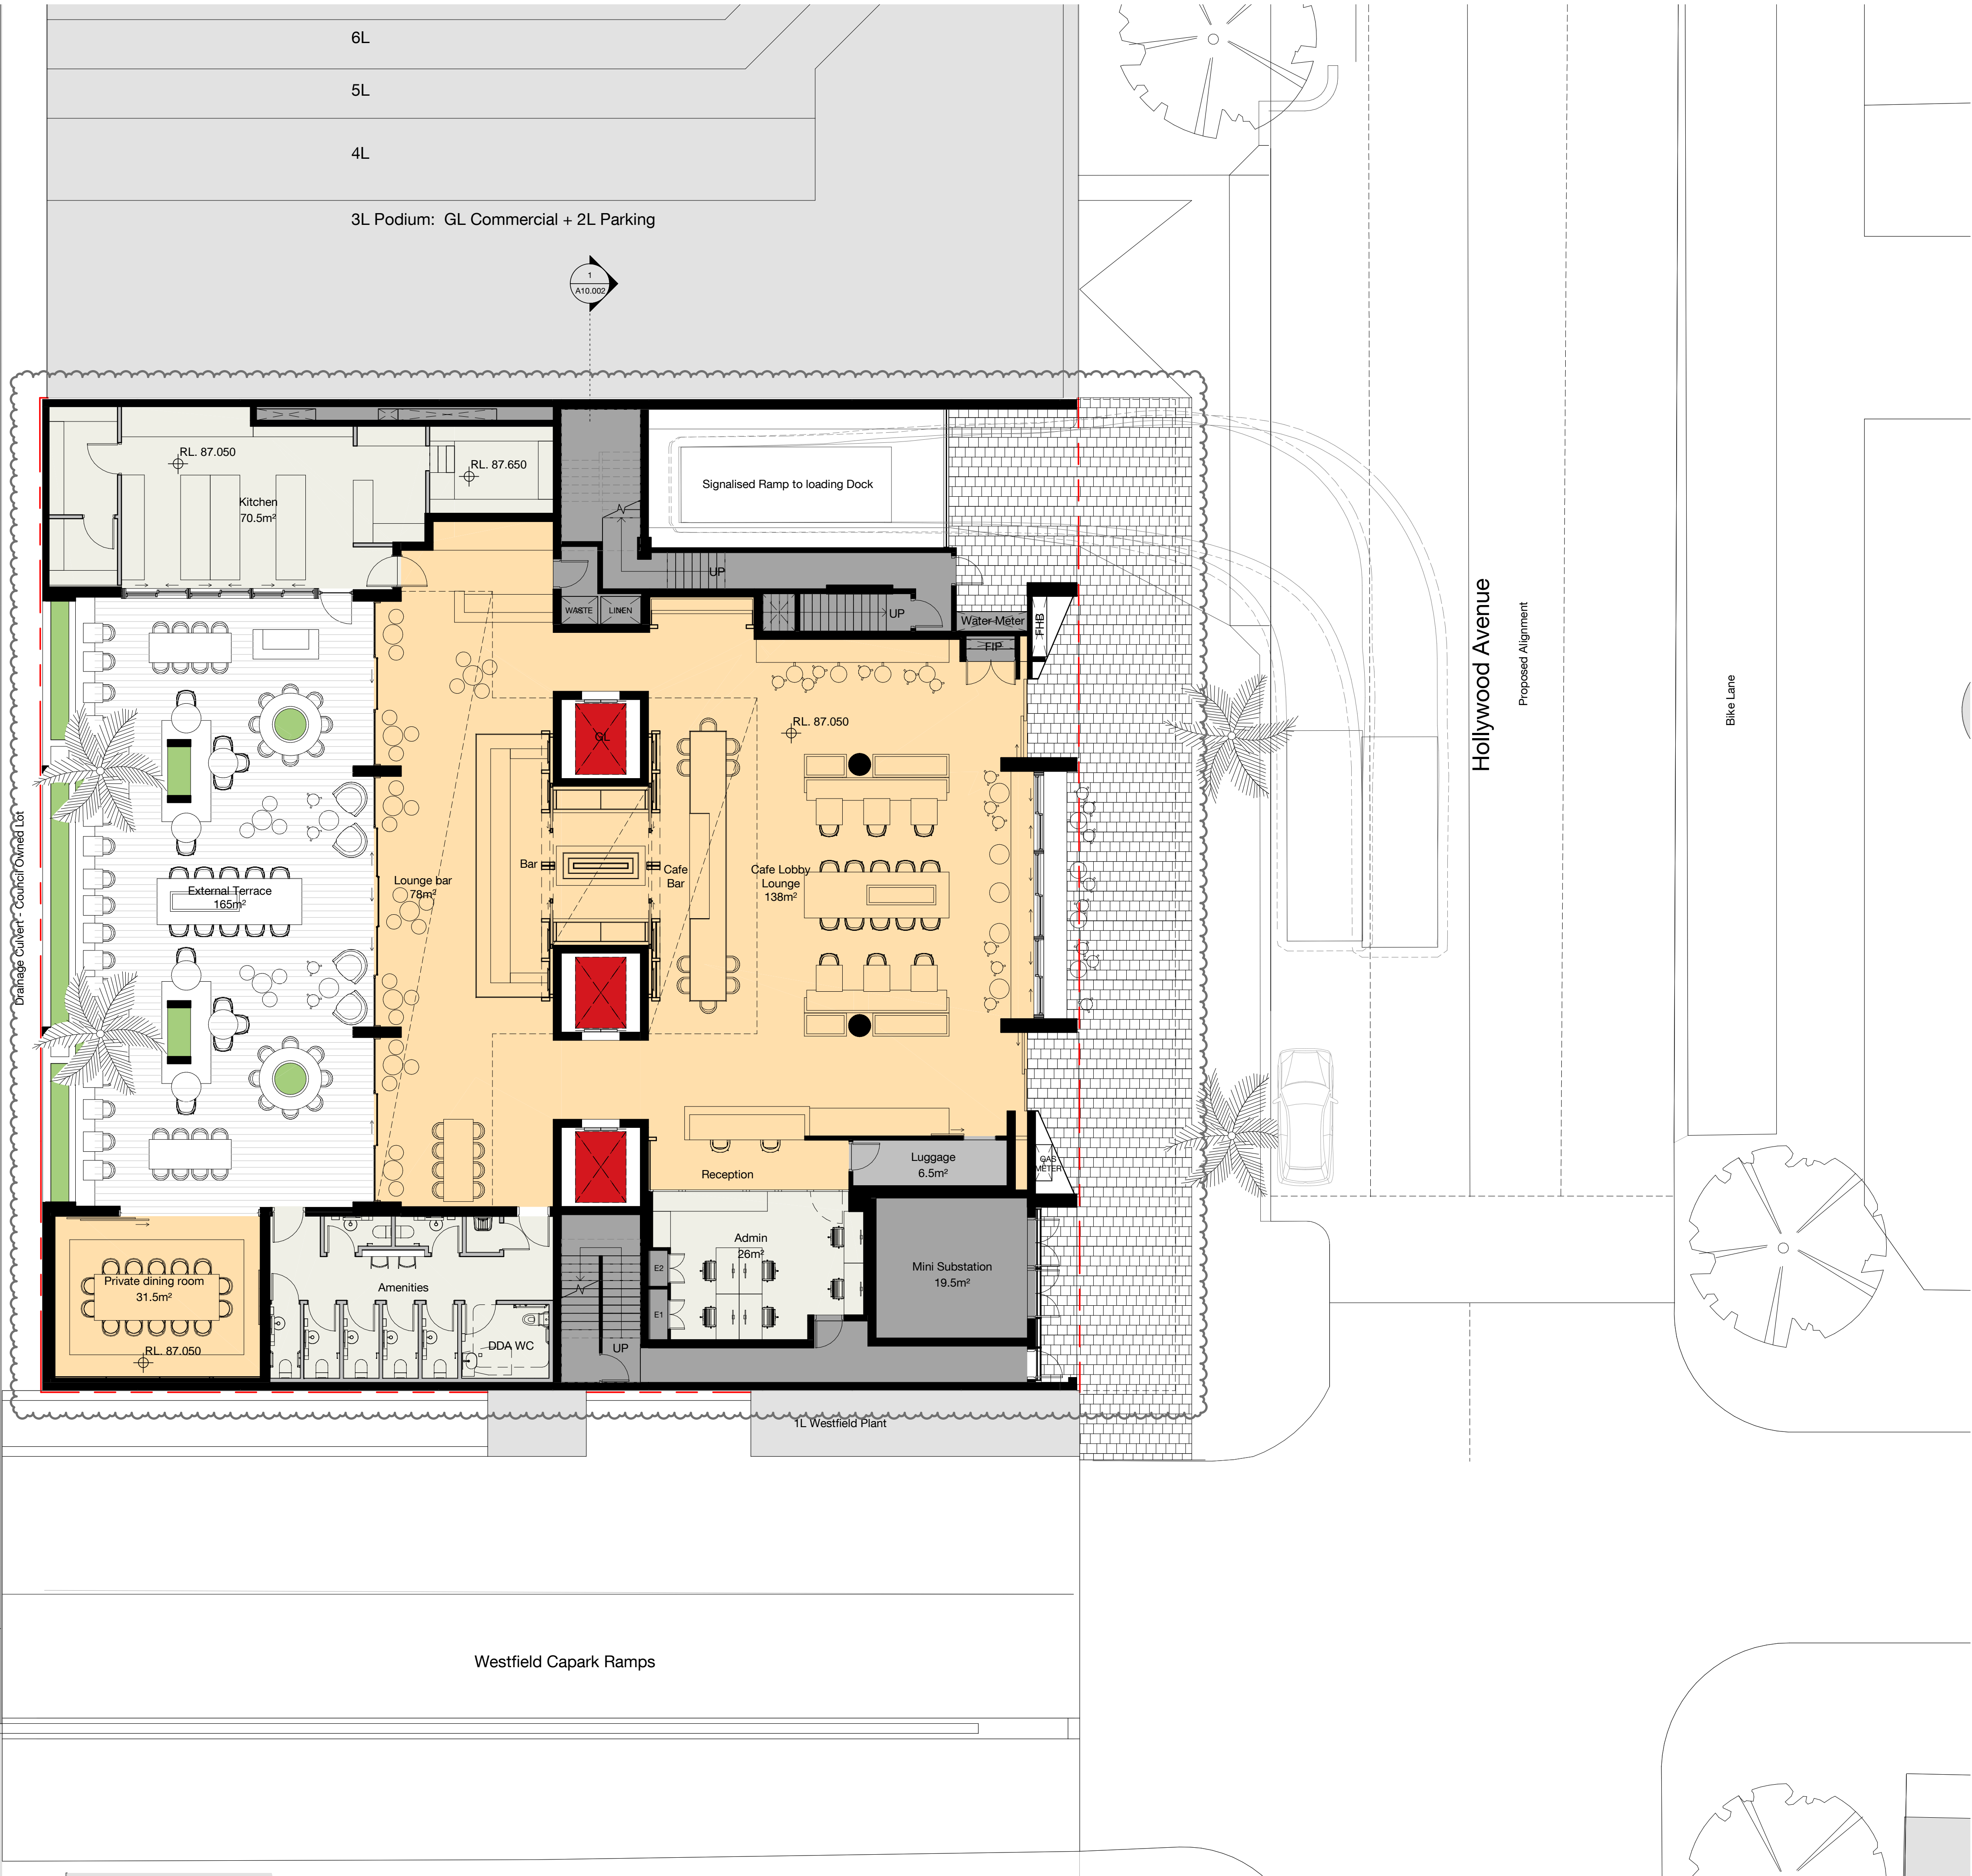 6L
5L
4L
3L Podium: GL Commercial + 2L Parking
1
A10.002
RL. 87.050
RL. 87.650
Kitchen
70.5m²
Signalised Ramp to loading Dock
UP
WASTE
LINEN
UP
Water Meter
FHB
FIP
GL
RL. 87.050
Hollywood Avenue
Proposed Alignment
Bike Lane
Drainage Culvert - Council Owned Lot
External Terrace
165m²
Lounge bar
78m²
Bar
Cafe
Bar
Cafe Lobby
Lounge
138m²
Reception
Luggage
6.5m²
GAS
METER
Admin
26m²
E2
E1
Mini Substation
19.5m²
Private dining room
31.5m²
RL. 87.050
Amenities
DDA WC
UP
1L Westfield Plant
Westfield Capark Ramps